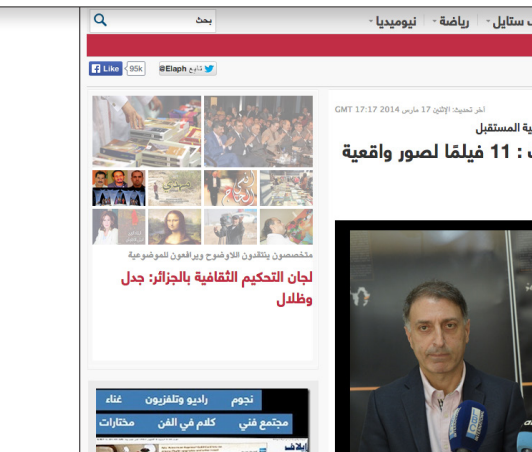 ستايل
رياضة
نيوميديا
بحث
Like
95k
تابع @Elaph
آخر تحديث: الإثنين 17 مارس 2014 GMT 17:17
المستقبل
: 11 فيلمًا لصور واقعية
متخصصون ينتقدون اللاوضوح ويرافعون للموضوعية
لجان التحكيم الثقافية بالجزائر: جدل
وظلال
نجوم
راديو وتلفزيون
غناء
مجتمع فني
كلام في الفن
مختارات
إيلاف